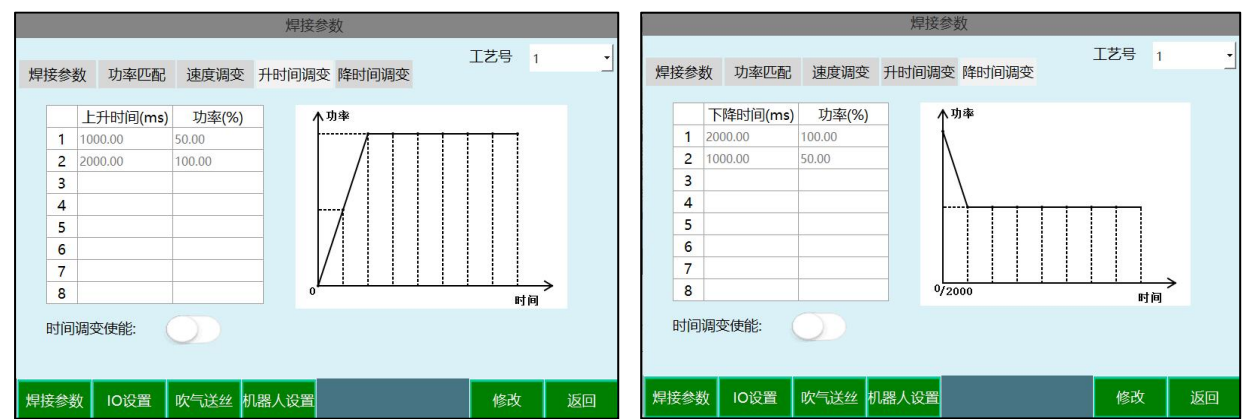 焊接参数
工艺号 1
焊接参数 功率匹配 速度调变 升时间调变 降时间调变
上升时间(ms) 功率(%)
1 1000.00 50.00
2 2000.00 100.00
3
4
5
6
7
8
功率
0
时间
时间调变使能:
焊接参数 IO设置 吹气送丝 机器人设置 修改 返回
焊接参数
工艺号 1
焊接参数 功率匹配 速度调变 升时间调变 降时间调变
下降时间(ms) 功率(%)
1 2000.00 100.00
2 1000.00 50.00
3
4
5
6
7
8
功率
0/2000
时间
时间调变使能:
焊接参数 IO设置 吹气送丝 机器人设置 修改 返回